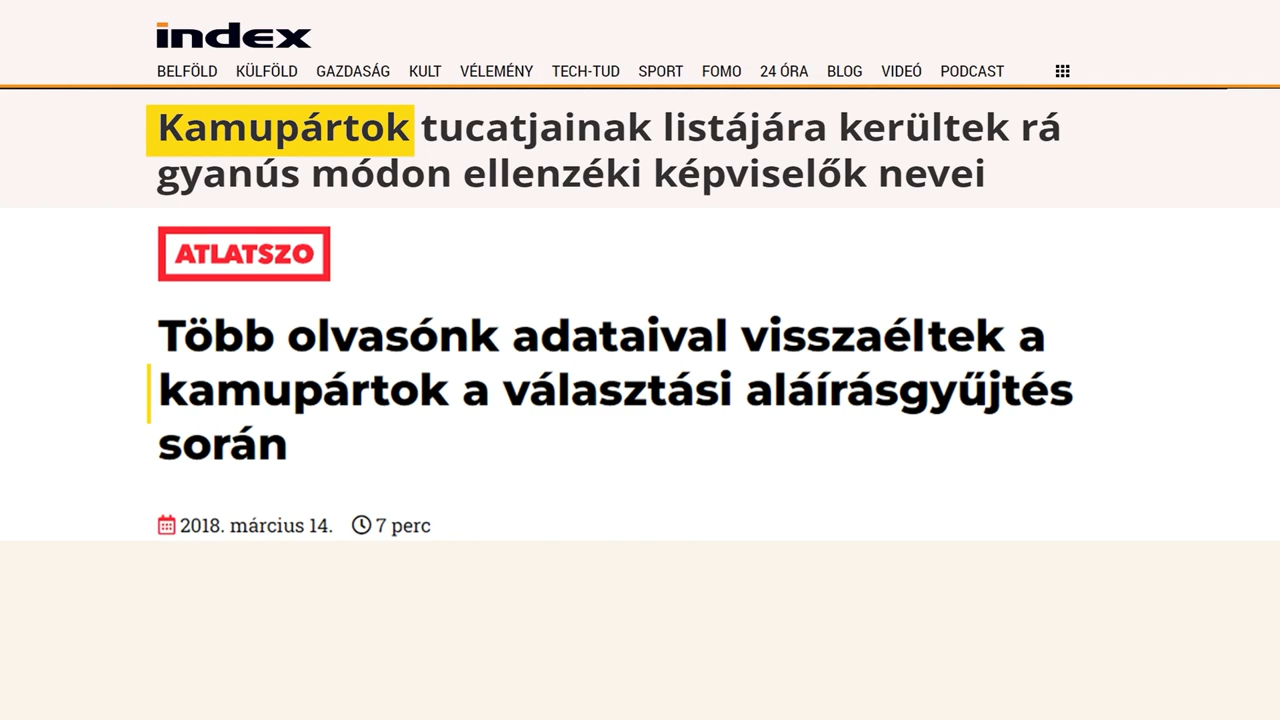 index
BELFÖLD KÜLFÖLD GAZDASÁG KULT VÉLEMÉNY TECH-TUD SPORT FOMO 24 ÓRA BLOG VIDEÓ PODCAST
Kamupártok tucatjainak listájára kerültek rá
gyanús módon ellenzéki képviselők nevei
ATLATSZO
Több olvasónk adataival visszaéltek a
kamupártok a választási aláírásgyűjtés
során
2018. március 14. 7 perc